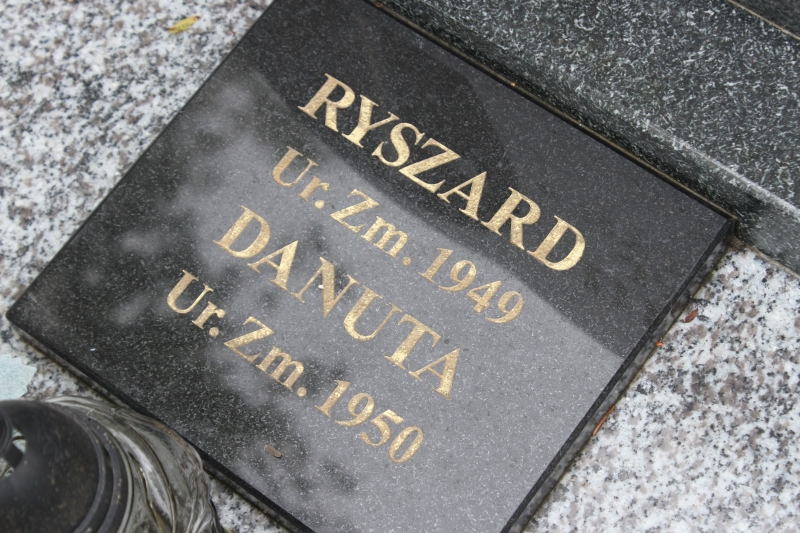 RYSZARD
Ur. Zm. 1949
DANUTA
Ur. Zm. 1950